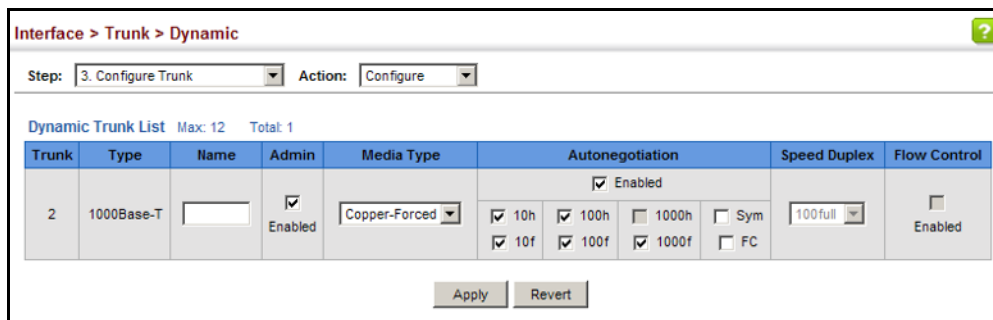 Interface > Trunk > Dynamic
?
Step: 3. Configure Trunk Action: Configure
Dynamic Trunk List Max: 12 Total: 1
Trunk Type Name Admin Media Type Autonegotiation Speed Duplex Flow Control
2 1000Base-T Enabled Copper-Forced Enabled 100full Enabled
10h 100h 1000h Sym
10f 100f 1000f FC
Apply Revert